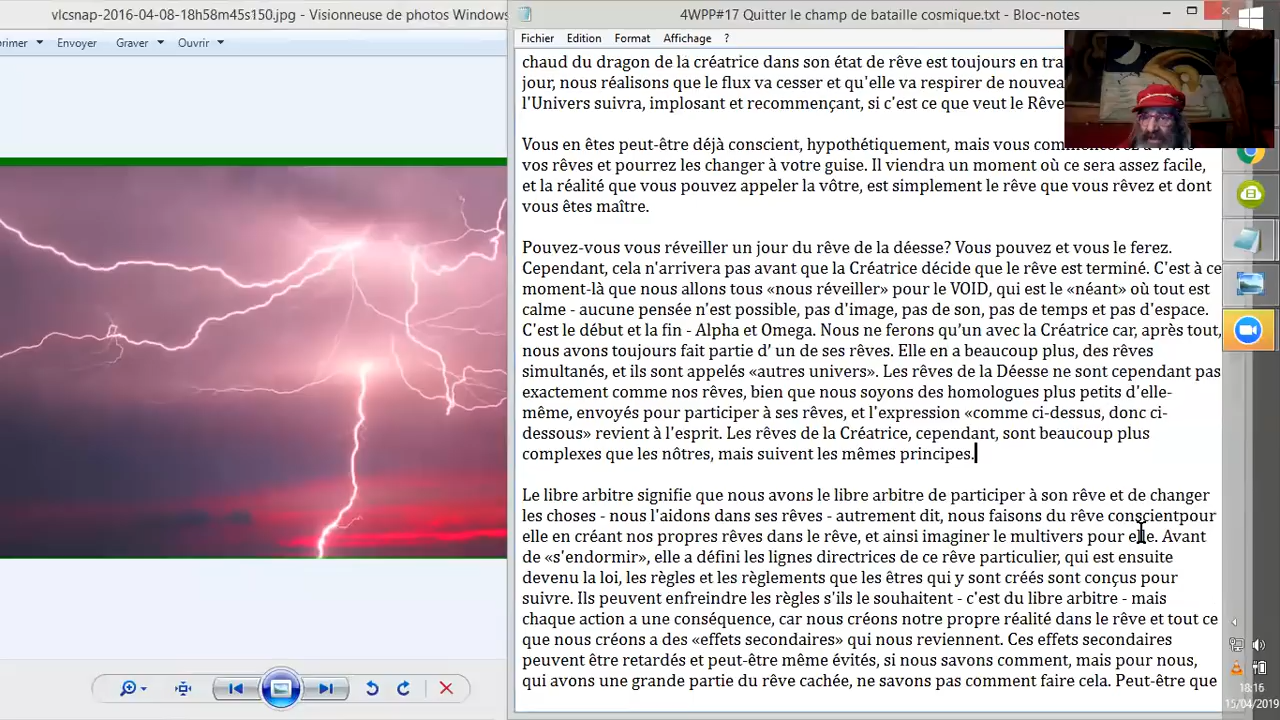 vlcsnap-2016-04-08-18h58m45s150.jpg - Visionneuse de photos Windows
4WPP#17 Quitter le champ de bataille cosmique.txt - Bloc-notes
Envoyer Graver Ouvrir
Fichier Edition Format Affichage ?
chaud du dragon de la créatrice dans son état de rêve est toujours en
jour, nous réalisons que le flux va cesser et qu'elle va respirer de
l'Univers suivra, implosant et recommençant, si c'est ce que veut le
Vous en êtes peut-être déjà conscient, hypothétiquement, mais vous
vos rêves et pourrez les changer à votre guise. Il viendra un moment où ce sera assez facile,
et la réalité que vous pouvez appeler la vôtre, est simplement le rêve que vous rêvez et dont
vous êtes maître.
Pouvez-vous vous réveiller un jour du rêve de la déesse? Vous pouvez et vous le ferez.
Cependant, cela n'arrivera pas avant que la Créatrice décide que le rêve est terminé. C'est à ce
moment-là que nous allons tous «nous réveiller» pour le VOID, qui est le «néant» où tout est
calme - aucune pensée n'est possible, pas d'image, pas de son, pas de temps et pas d'espace.
C'est le début et la fin - Alpha et Omega. Nous ne ferons qu'un avec la Créatrice car, après tout,
nous avons toujours fait partie d' un de ses rêves. Elle en a beaucoup plus, des rêves
simultanés, et ils sont appelés «autres univers». Les rêves de la Déesse ne sont cependant pas
exactement comme nos rêves, bien que nous soyons des homologues plus petits d'elle-
même, envoyés pour participer à ses rêves, et l'expression «comme ci-dessus, donc ci-
dessous» revient à l'esprit. Les rêves de la Créatrice, cependant, sont beaucoup plus
complexes que les nôtres, mais suivent les mêmes principes.
Le libre arbitre signifie que nous avons le libre arbitre de participer à son rêve et de changer
les choses - nous l'aidons dans ses rêves - autrement dit, nous faisons du rêve conscientpour
elle en créant nos propres rêves dans le rêve, et ainsi imaginer le multivers pour elle. Avant
de «s'endormir», elle a défini les lignes directrices de ce rêve particulier, qui est ensuite
devenu la loi, les règles et les règlements que les êtres qui y sont créés sont conçus pour
suivre. Ils peuvent enfreindre les règles s'ils le souhaitent - c'est du libre arbitre - mais
chaque action a une conséquence, car nous créons notre propre réalité dans le rêve et tout ce
que nous créons a des «effets secondaires» qui nous reviennent. Ces effets secondaires
peuvent être retardés et peut-être même évités, si nous savons comment, mais pour nous,
qui avons une grande partie du rêve cachée, ne savons pas comment faire cela. Peut-être que
18:16
15/04/2019